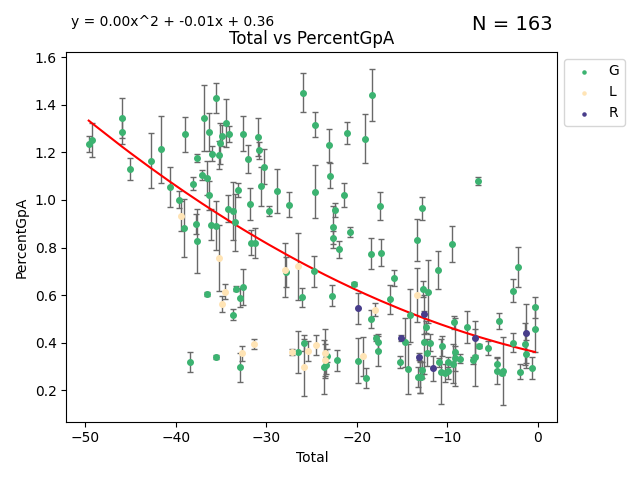 y = 0.00x^2 + -0.01x + 0.36
N = 163
Total vs PercentGpA
G
L
R
PercentGpA
1.6
1.4
1.2
1.0
0.8
0.6
0.4
0.2
−50
−40
−30
−20
−10
0
Total